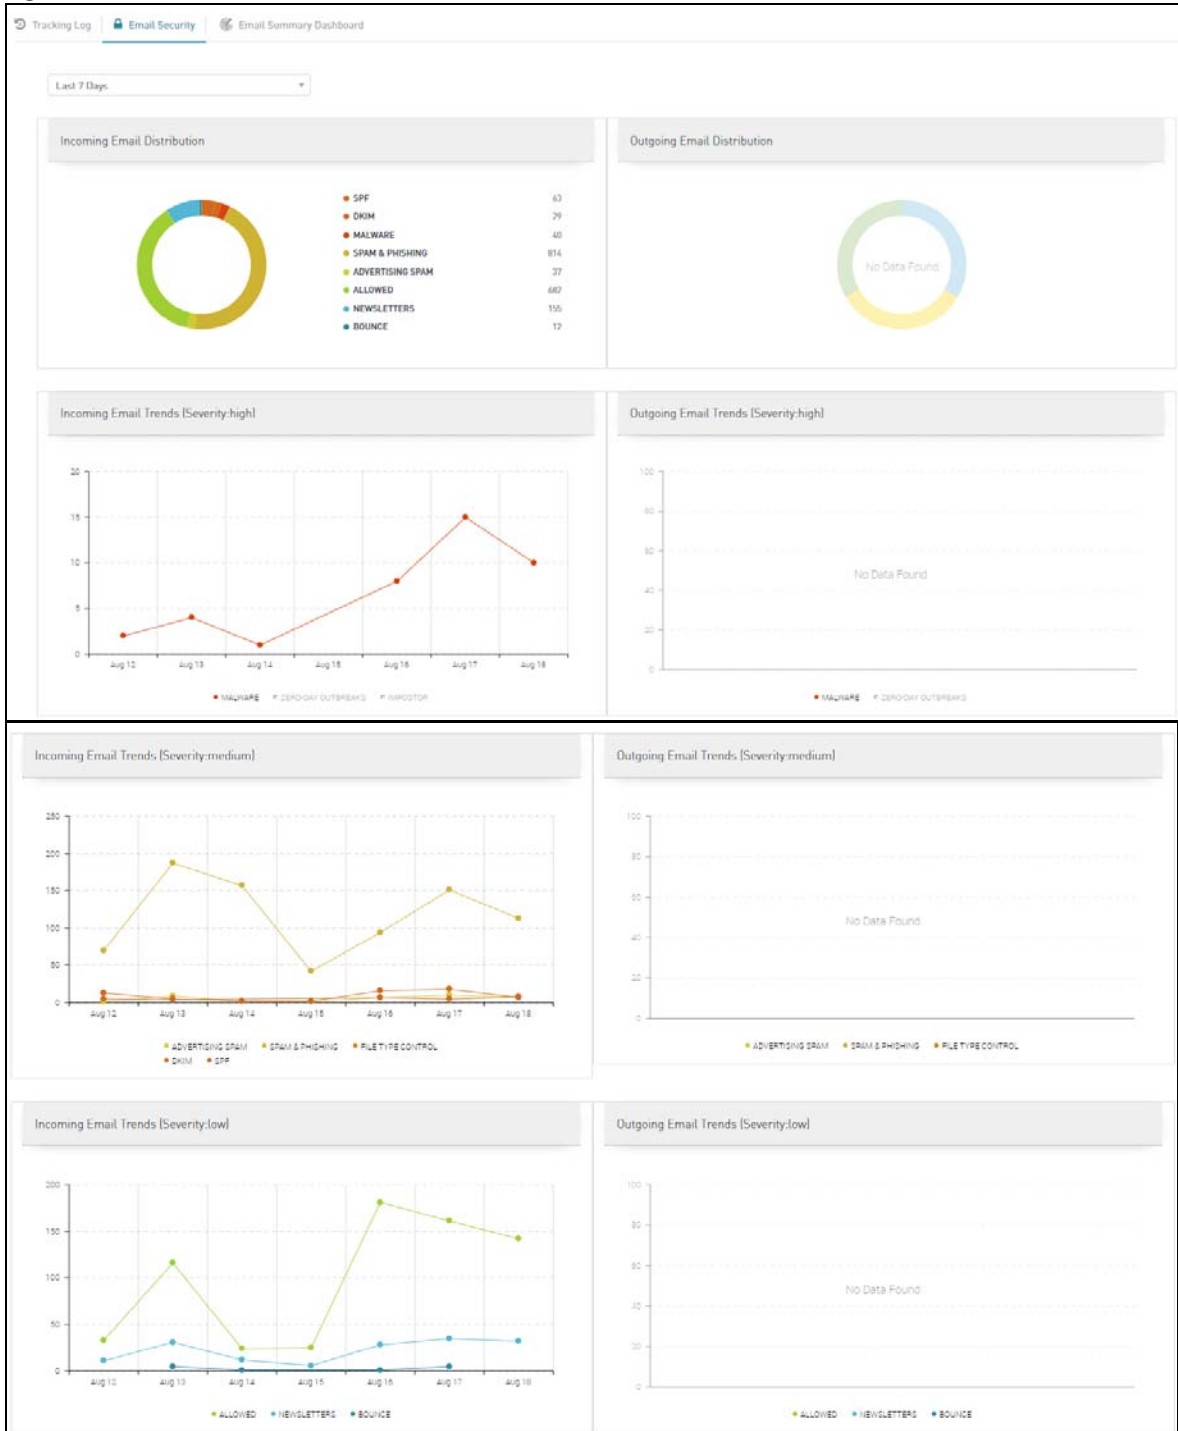 Tracking Log Email Security Email Summary Dashboard
Last 7 Days
Incoming Email Distribution
SPF 63
DKIM 29
MALWARE 40
SPAM & PHISHING 814
ADVERTISING SPAM 37
ALLOWED 682
NEWSLETTERS 155
BOUNCE 12
Outgoing Email Distribution
No Data Found
Incoming Email Trends (Severity:high)
20
15
10
5
0
Aug 12 Aug 13 Aug 14 Aug 15 Aug 16 Aug 17 Aug 18
MALWARE ZERO-DAY OUTBREAKS IMPOSTOR
Outgoing Email Trends (Severity:high)
100
80
60
40
20
0
No Data Found
MALWARE ZERO-DAY OUTBREAKS
Incoming Email Trends (Severity:medium)
250
200
150
100
50
0
Aug 12 Aug 13 Aug 14 Aug 15 Aug 16 Aug 17 Aug 18
ADVERTISING SPAM SPAM & PHISHING FILE TYPE CONTROL
DKIM SPF
Outgoing Email Trends (Severity:medium)
100
80
60
40
20
0
No Data Found
ADVERTISING SPAM SPAM & PHISHING FILE TYPE CONTROL
Incoming Email Trends (Severity:low)
200
150
100
50
0
Aug 12 Aug 13 Aug 14 Aug 15 Aug 16 Aug 17 Aug 18
ALLOWED NEWSLETTERS BOUNCE
Outgoing Email Trends (Severity:low)
100
80
60
40
20
0
No Data Found
ALLOWED NEWSLETTERS BOUNCE